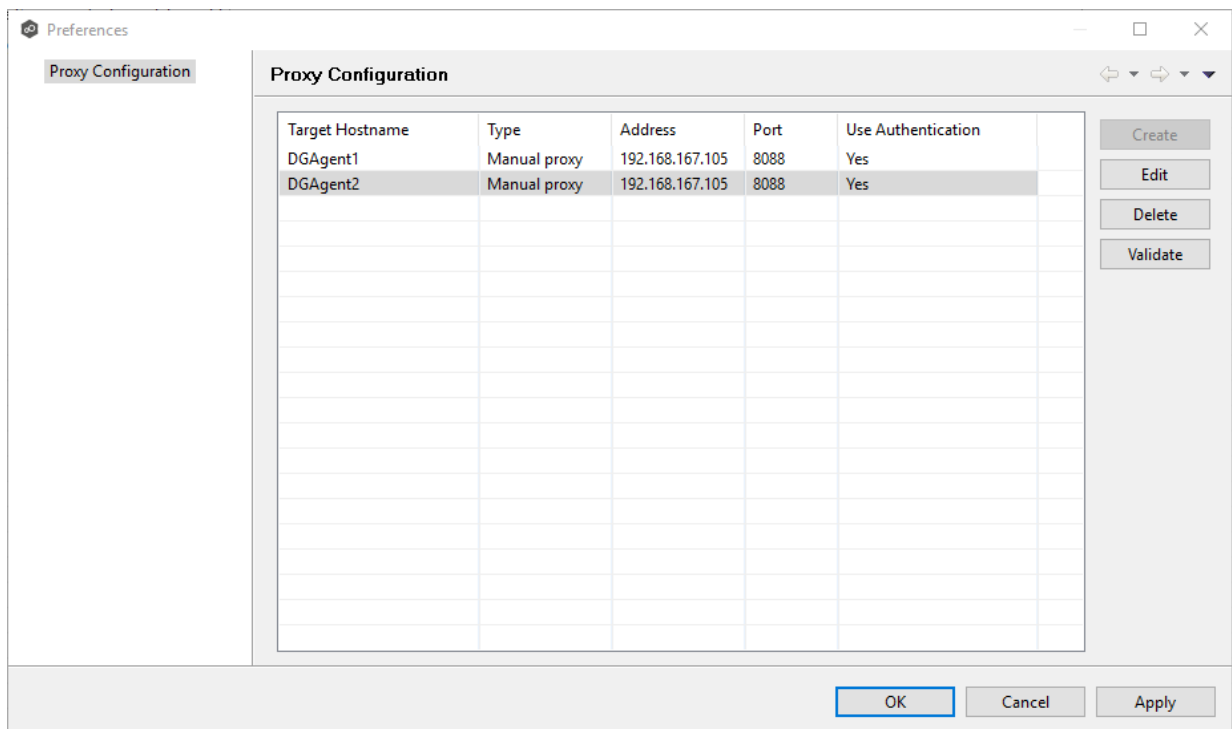 Preferences
Proxy Configuration
Proxy Configuration
Target Hostname Type Address Port Use Authentication
DGAgent1 Manual proxy 192.168.167.105 8088 Yes
DGAgent2 Manual proxy 192.168.167.105 8088 Yes
Create
Edit
Delete
Validate
OK Cancel Apply